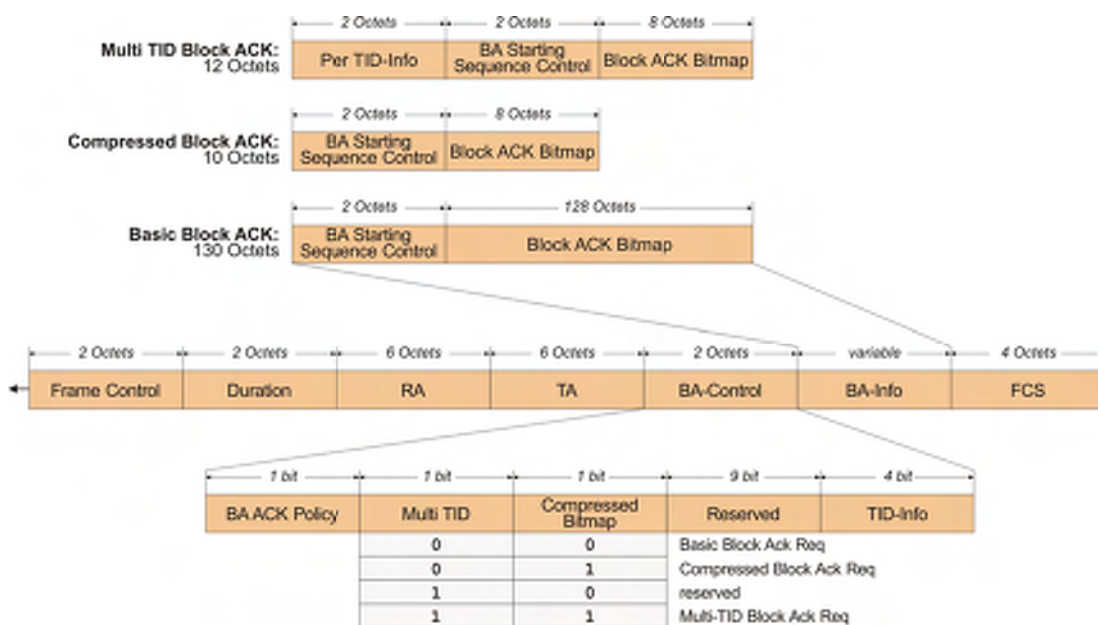 2 Octets 2 Octets 8 Octets
Multi TID Block ACK:
12 Octets
Per TID-Info
BA Starting
Sequence Control
Block ACK Bitmap
2 Octets 8 Octets
Compressed Block ACK:
10 Octets
BA Starting
Sequence Control
Block ACK Bitmap
2 Octets 128 Octets
Basic Block ACK:
130 Octets
BA Starting
Sequence Control
Block ACK Bitmap
2 Octets 2 Octets 6 Octets 6 Octets 2 Octets variable 4 Octets
Frame Control Duration RA TA BA-Control BA-Info FCS
1 bit 1 bit 1 bit 9 bit 4 bit
BA ACK Policy Multi TID
Compressed
Bitmap
Reserved TID-Info
0 0 Basic Block Ack Req
0 1 Compressed Block Ack Req
1 0 reserved
1 1 Multi-TID Block Ack Req